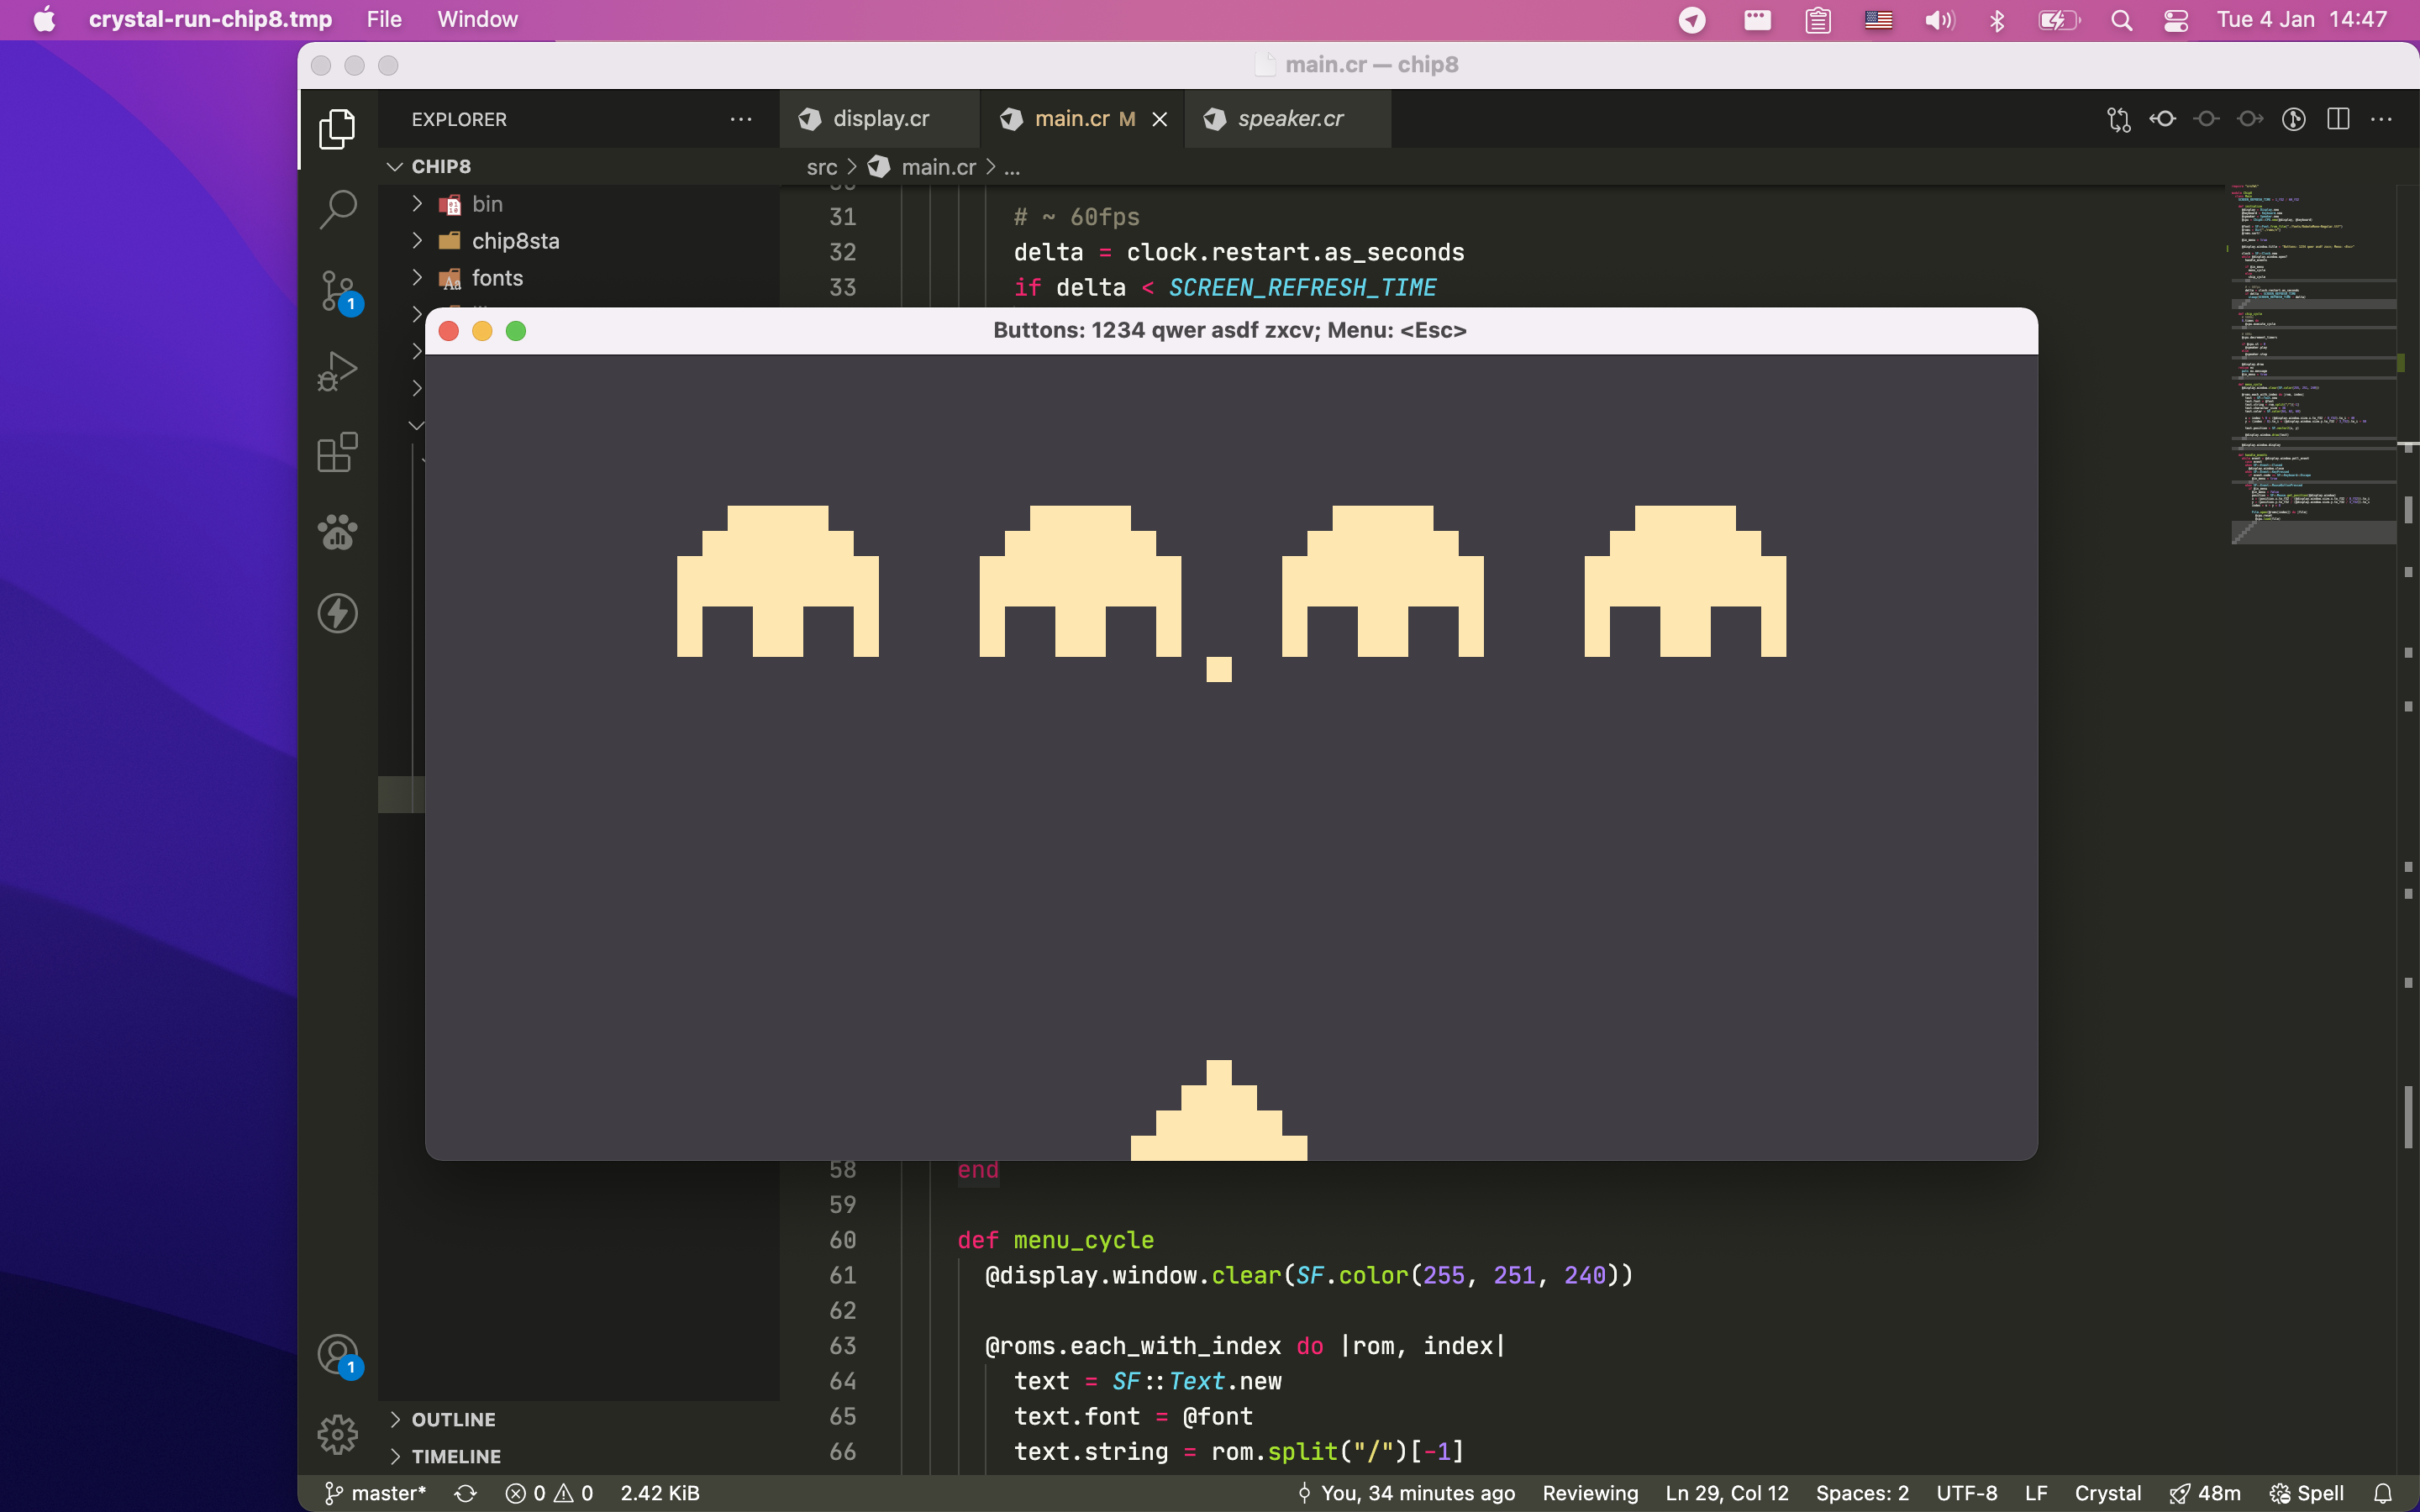 crystal-run-chip8.tmp File Window Tue 4 Jan 14:47
main.cr — chip8
EXPLORER
display.cr
main.cr M
speaker.cr
CHIP8
src > main.cr > ...
bin
chip8sta
fonts
31 # ~ 60fps
32 delta = clock.restart.as_seconds
33 if delta < SCREEN_REFRESH_TIME
Buttons: 1234 qwer asdf zxcv; Menu: <Esc>
58 end
59
60 def menu_cycle
61 @display.window.clear(SF.color(255, 251, 240))
62
63 @roms.each_with_index do |rom, index|
64 text = SF::Text.new
65 text.font = @font
66 text.string = rom.split("/")[-1]
1
1
OUTLINE
TIMELINE
master* 0 0 2.42 KiB You, 34 minutes ago Reviewing Ln 29, Col 12 Spaces: 2 UTF-8 LF Crystal 48m Spell